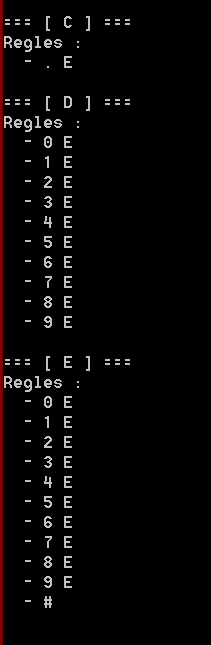 === [ C ] ===
Regles :
- . E
=== [ D ] ===
Regles :
- 0 E
- 1 E
- 2 E
- 3 E
- 4 E
- 5 E
- 6 E
- 7 E
- 8 E
- 9 E
=== [ E ] ===
Regles :
- 0 E
- 1 E
- 2 E
- 3 E
- 4 E
- 5 E
- 6 E
- 7 E
- 8 E
- 9 E
- #